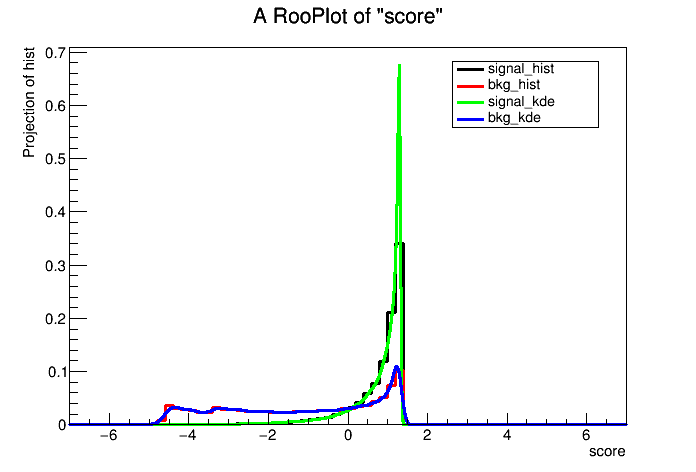 A RooPlot of "score"
Projection of hist
0.7
0.6
0.5
0.4
0.3
0.2
0.1
0
signal_hist
bkg_hist
signal_kde
bkg_kde
−6 −4 −2 0 2 4 6
score